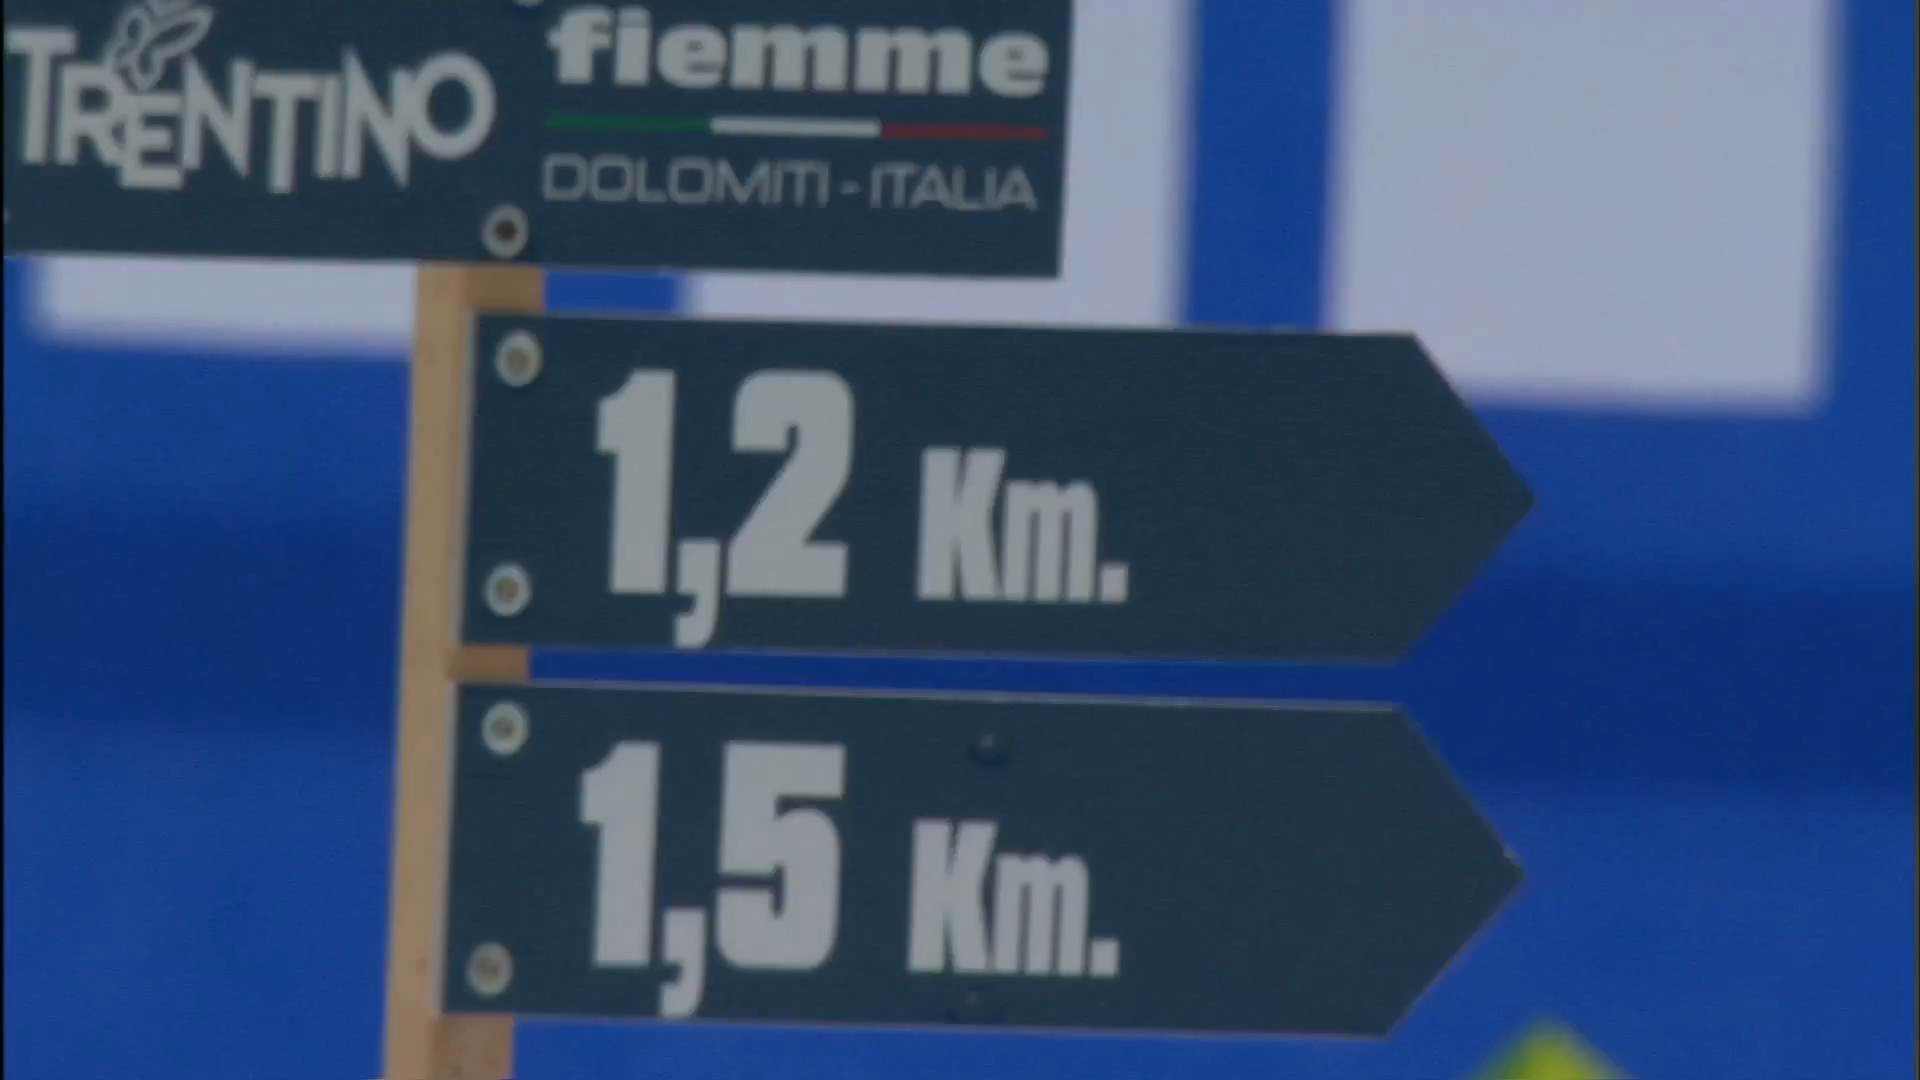 TRENTINO
fiemme
DOLOMITI - ITALIA
1,2 Km.
1,5 Km.